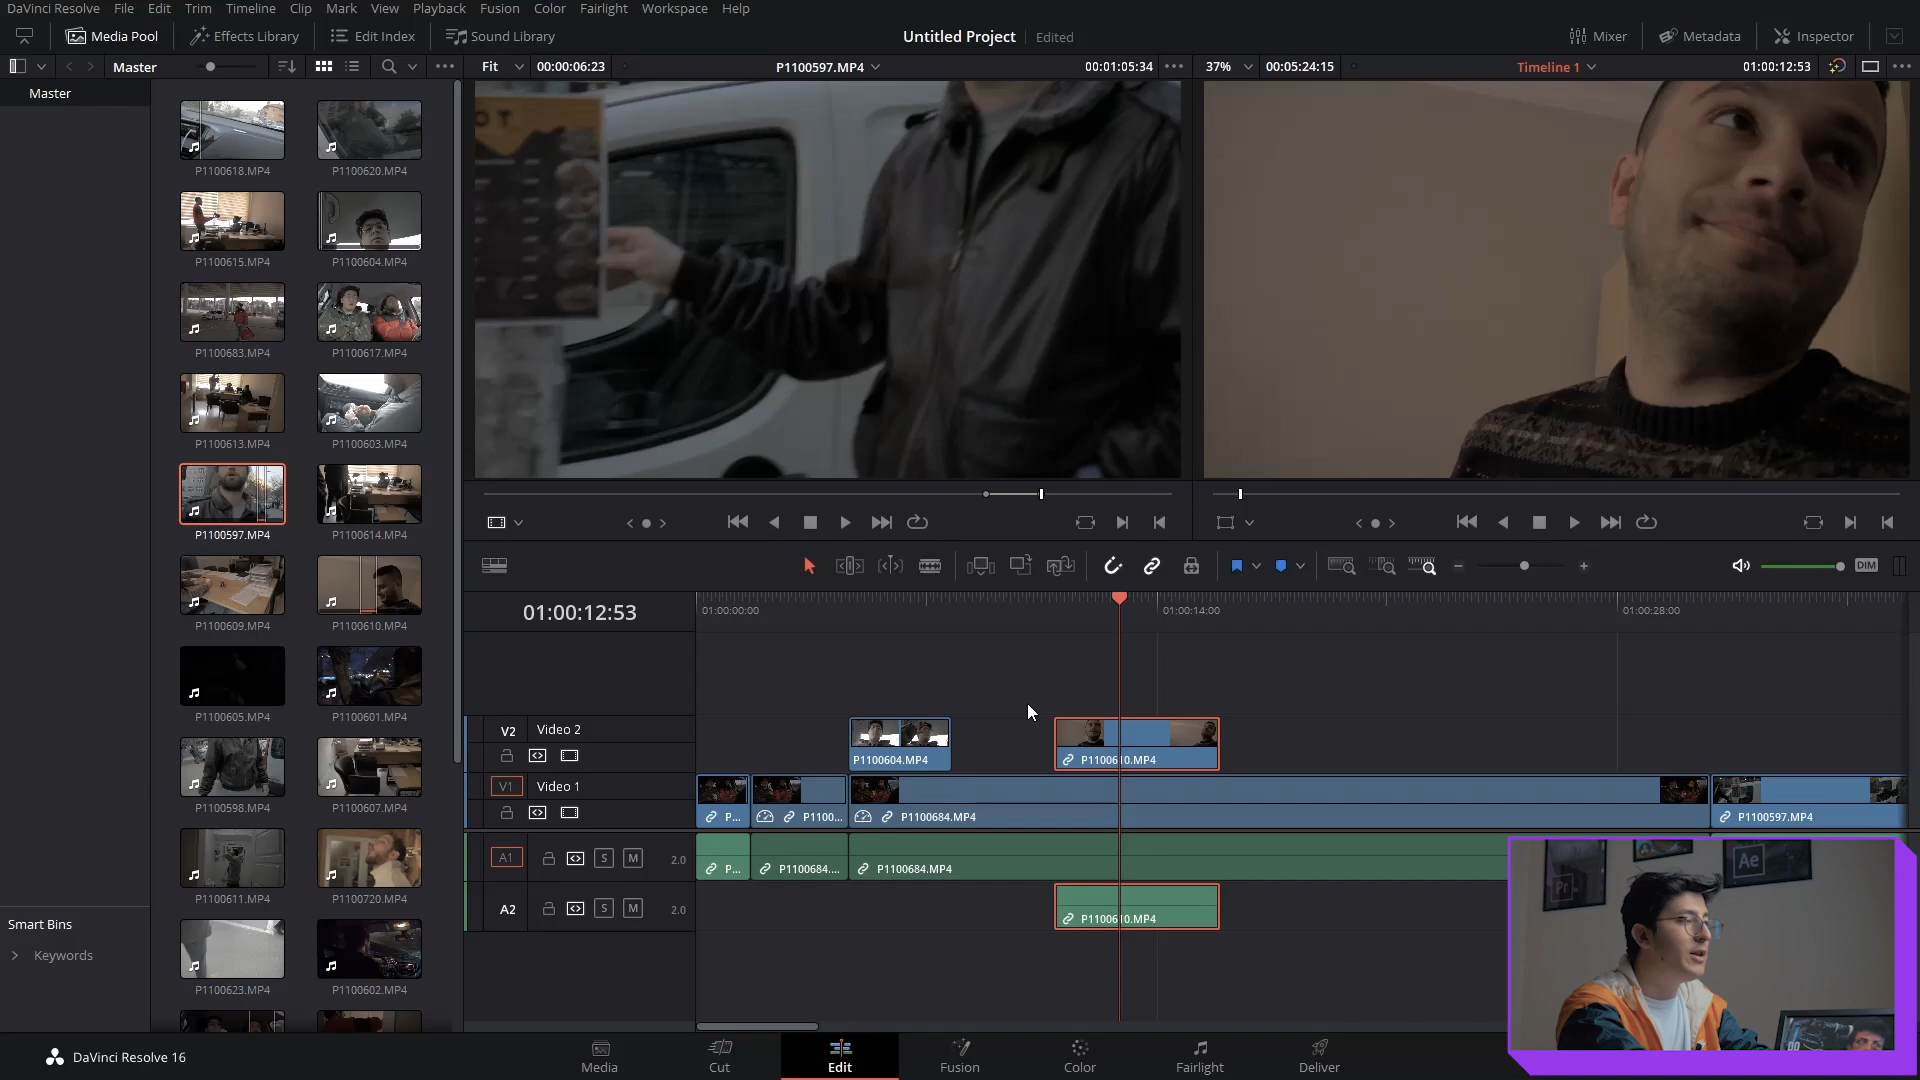 DaVinci Resolve File Edit Trim Timeline Clip Mark View Playback Fusion Color Fairlight Workspace Help
Media Pool Effects Library Edit Index Sound Library Untitled Project Edited Mixer Metadata Inspector
Master Fit 00:00:06:23 P1100597.MP4 00:01:05:34 37% 00:05:24:15 Timeline 1 01:00:12:53
Master
P1100618.MP4 P1100620.MP4
P1100615.MP4 P1100604.MP4
P1100683.MP4 P1100617.MP4
P1100613.MP4 P1100603.MP4
P1100597.MP4 P1100614.MP4
P1100609.MP4 P1100610.MP4
P1100605.MP4 P1100601.MP4
P1100598.MP4 P1100607.MP4
P1100611.MP4 P1100720.MP4
P1100623.MP4 P1100602.MP4
Smart Bins
Keywords
DIM
01:00:12:53 01:00:00:00 01:00:14:00 01:00:28:00
V2 Video 2
P1100604.MP4 P1100610.MP4
V1 Video 1
P... P1100... P1100684.MP4 P1100597.MP4
A1 S M 2.0 P... P1100684.... P1100684.MP4
A2 S M 2.0 P1100610.MP4
Pr Ae
DaVinci Resolve 16
Media Cut Edit Fusion Color Fairlight Deliver